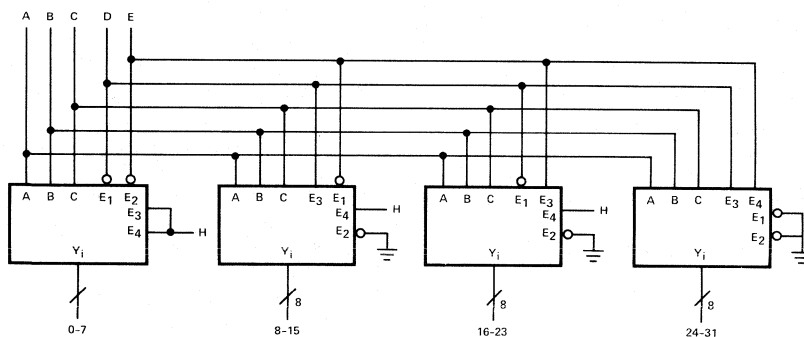 A B C D E
A B C E1 E2
E3
E4 H
Yi
0-7
A B C E3 E1
E4 H
E2
Yi
8
8-15
A B C E1 E3
E4 H
E2
Yi
8
16-23
A B C E3 E4
E1
E2
Yi
8
24-31